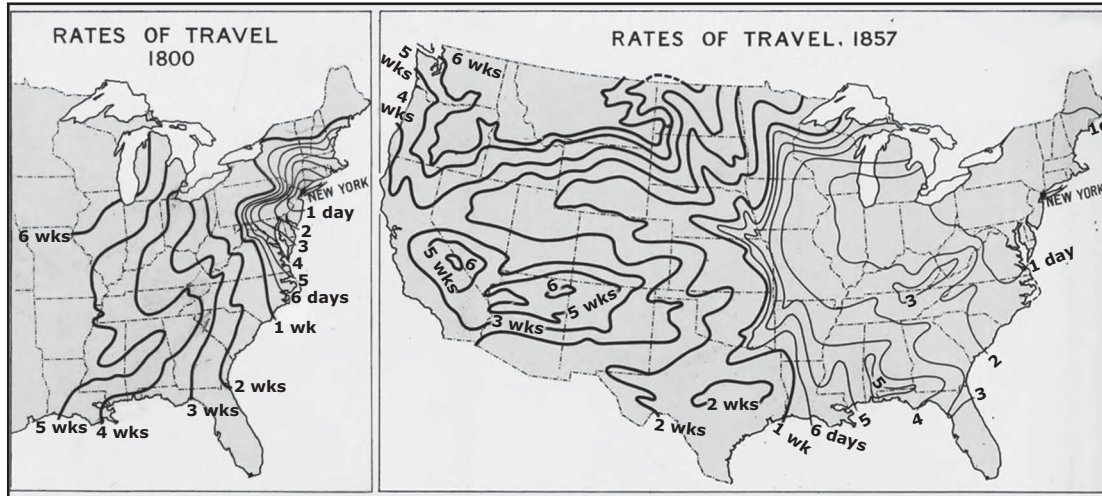 RATES OF TRAVEL
1800
NEW YORK
1 day
2
3
4
5
6 days
1 wk
6 wks
2 wks
3 wks
5 wks
4 wks
RATES OF TRAVEL, 1857
5
wks
6 wks
4
wks
NEW YORK
1 day
5 wks
6
6
5 wks
3 wks
3
2
3
5
4
2 wks
2 wks
1 wk
6 days
5